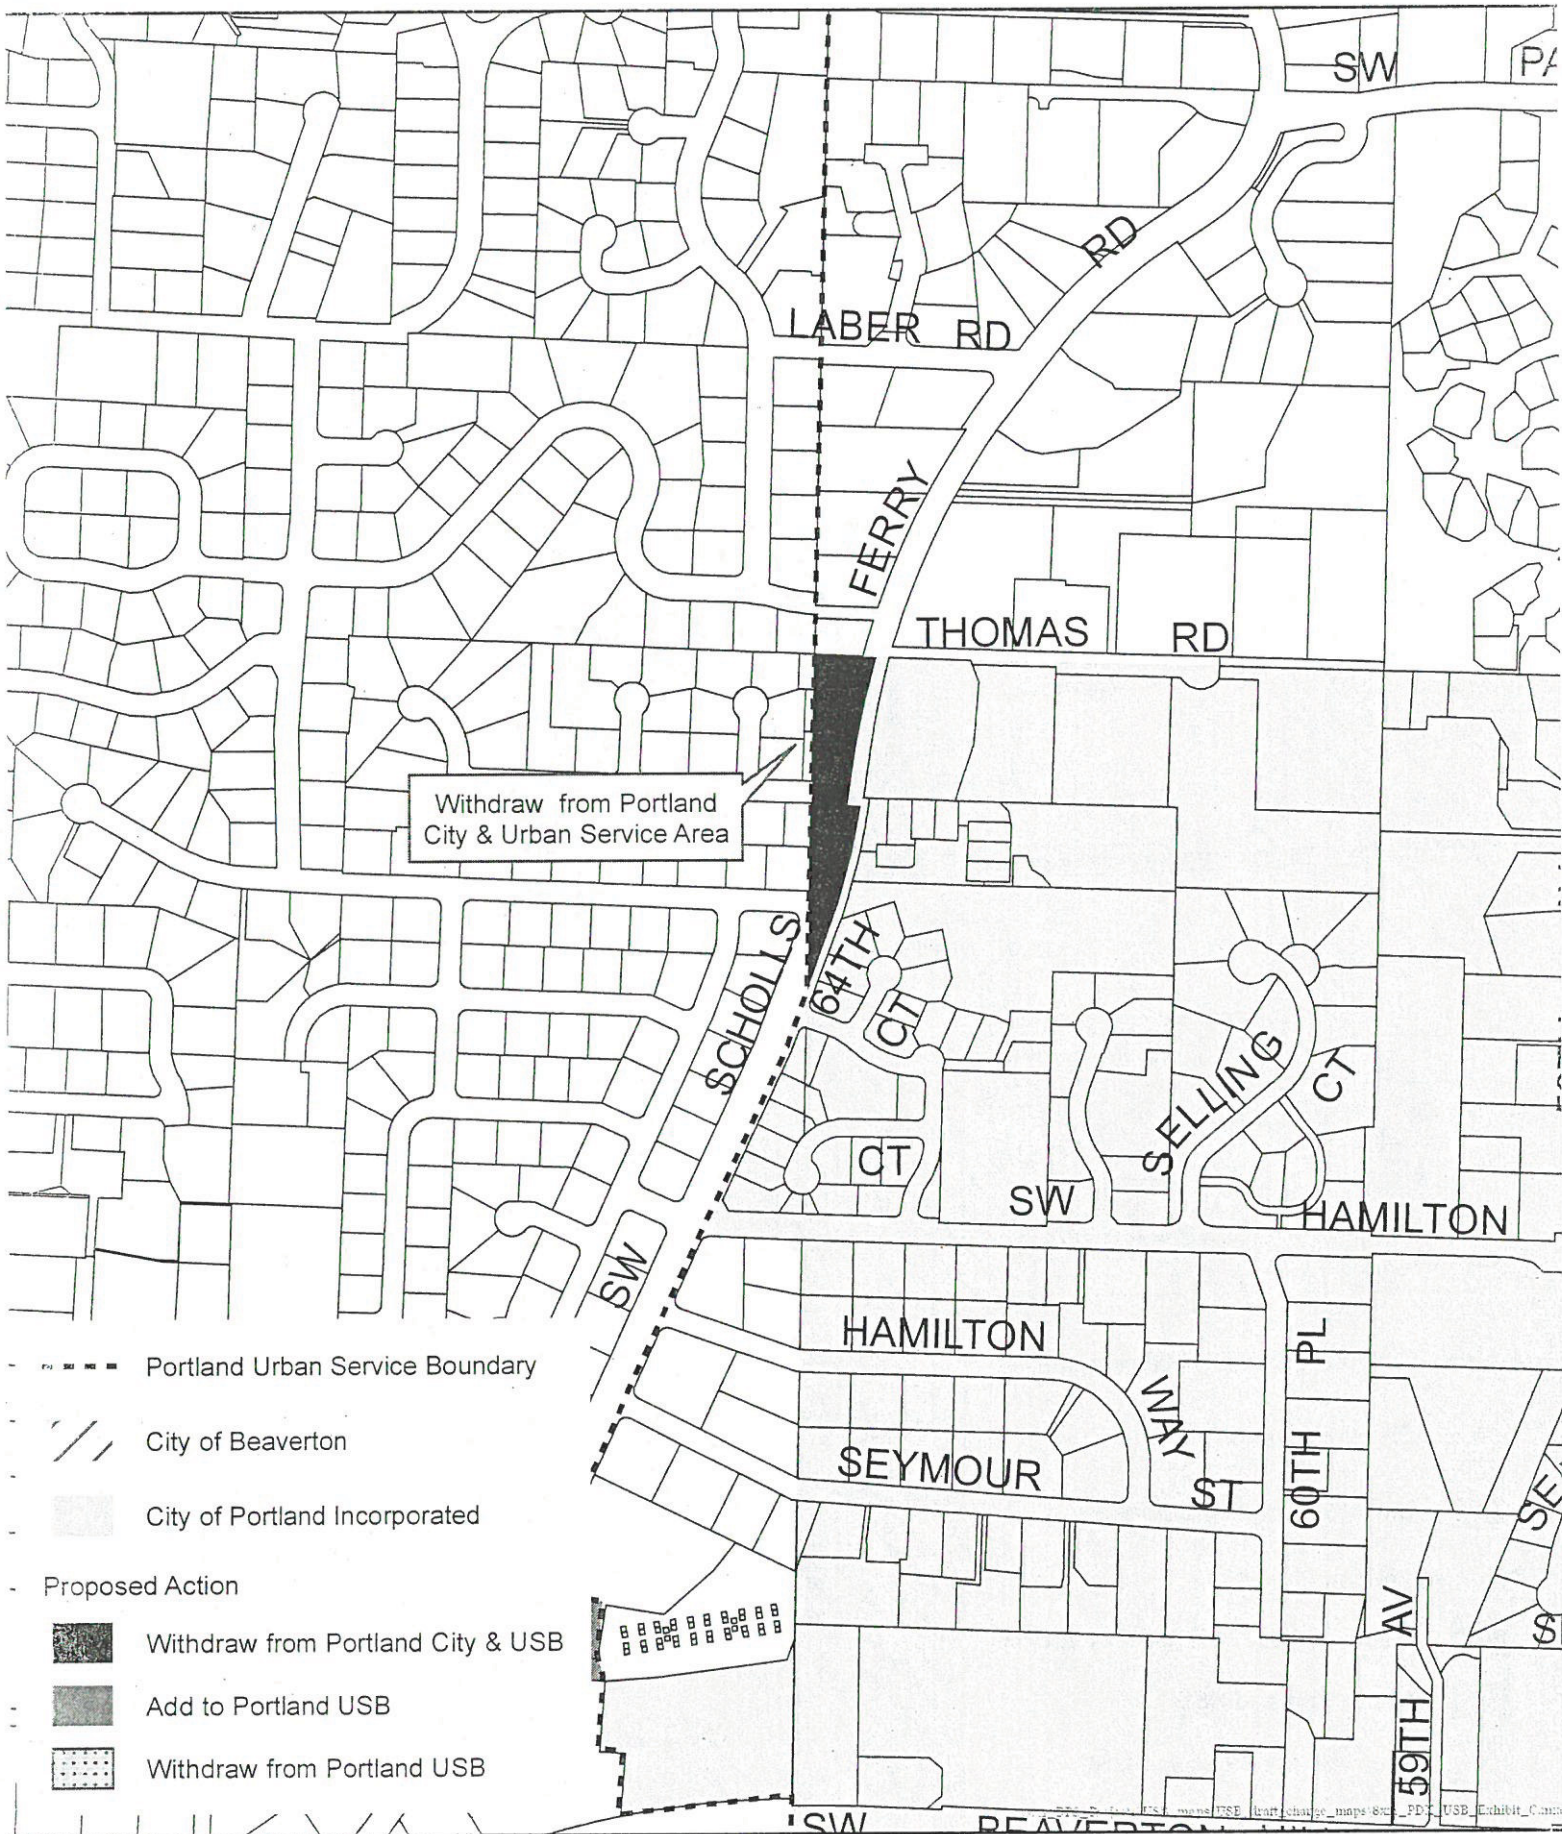 SW
RD
LABER RD
FERRY
THOMAS RD
Withdraw from Portland
City & Urban Service Area
SCHOLLS
64TH
CT
SELLING
CT
CT
SW
HAMILTON
SW
HAMILTON
WAY
PL
60TH
SEYMOUR
ST
AV
59TH
SW
Portland Urban Service Boundary
City of Beaverton
City of Portland Incorporated
Proposed Action
Withdraw from Portland City & USB
Add to Portland USB
Withdraw from Portland USB